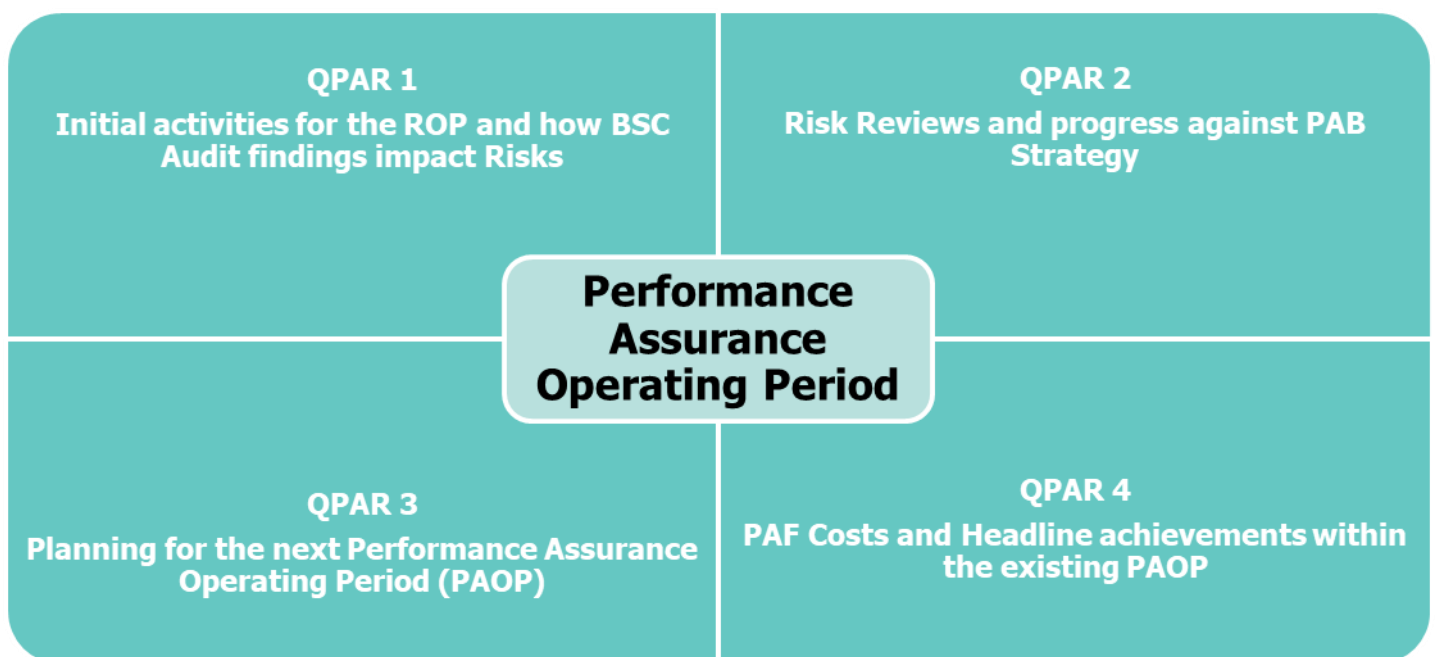 QPAR 1
Initial activities for the ROP and how BSC
Audit findings impact Risks
QPAR 2
Risk Reviews and progress against PAB
Strategy
Performance
Assurance
Operating Period
QPAR 3
Planning for the next Performance Assurance
Operating Period (PAOP)
QPAR 4
PAF Costs and Headline achievements within
the existing PAOP